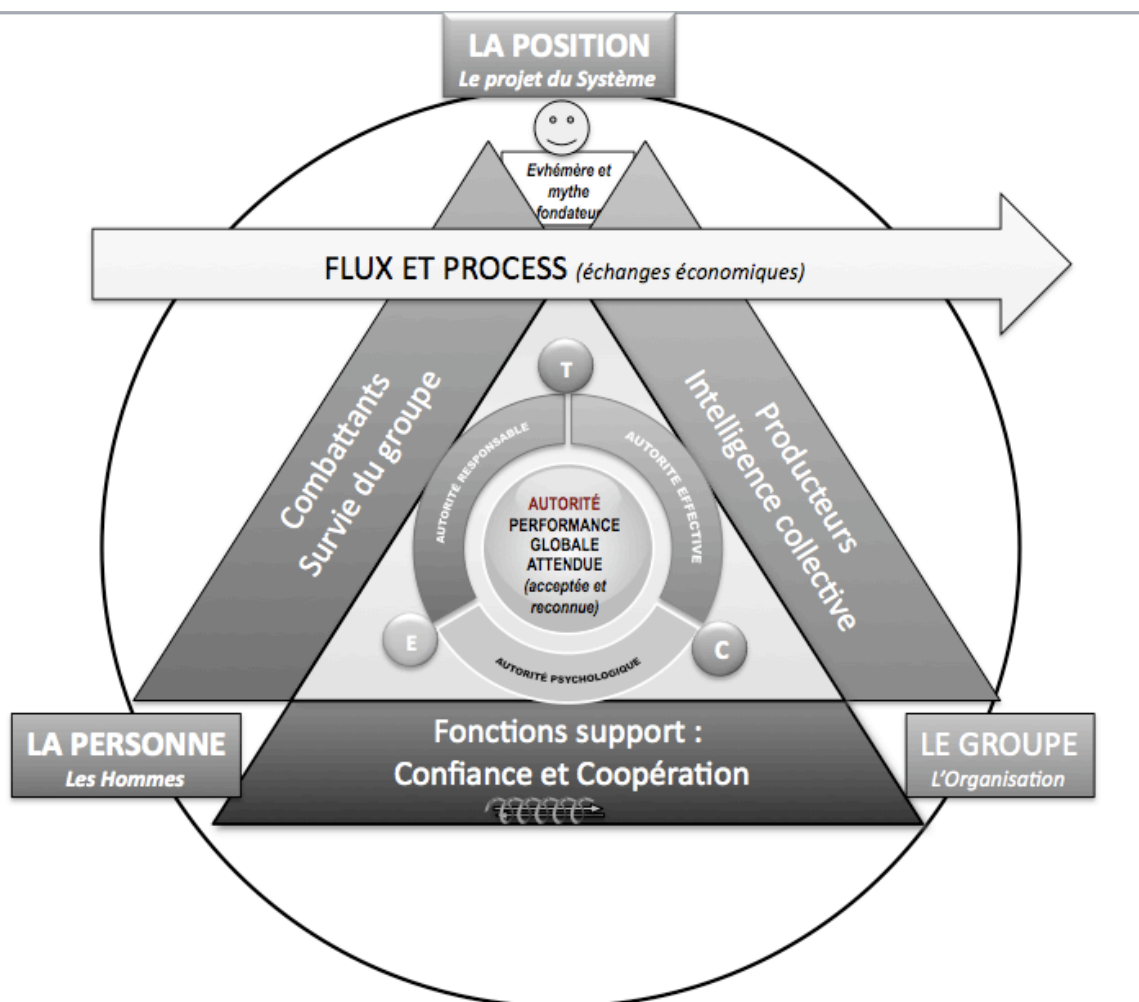 LA POSITION
Le projet du Système
Evhémère et
mythe
fondateur
FLUX ET PROCESS (échanges économiques)
Combattants
Survie du groupe
Producteurs
Intelligence collective
T
AUTORITÉ RESPONSABLE
AUTORITÉ EFFECTIVE
AUTORITÉ
PERFORMANCE
GLOBALE
ATTENDUE
(acceptée et
reconnue)
E
C
AUTORITÉ PSYCHOLOGIQUE
LA PERSONNE
Les Hommes
Fonctions support :
Confiance et Coopération
LE GROUPE
L'Organisation